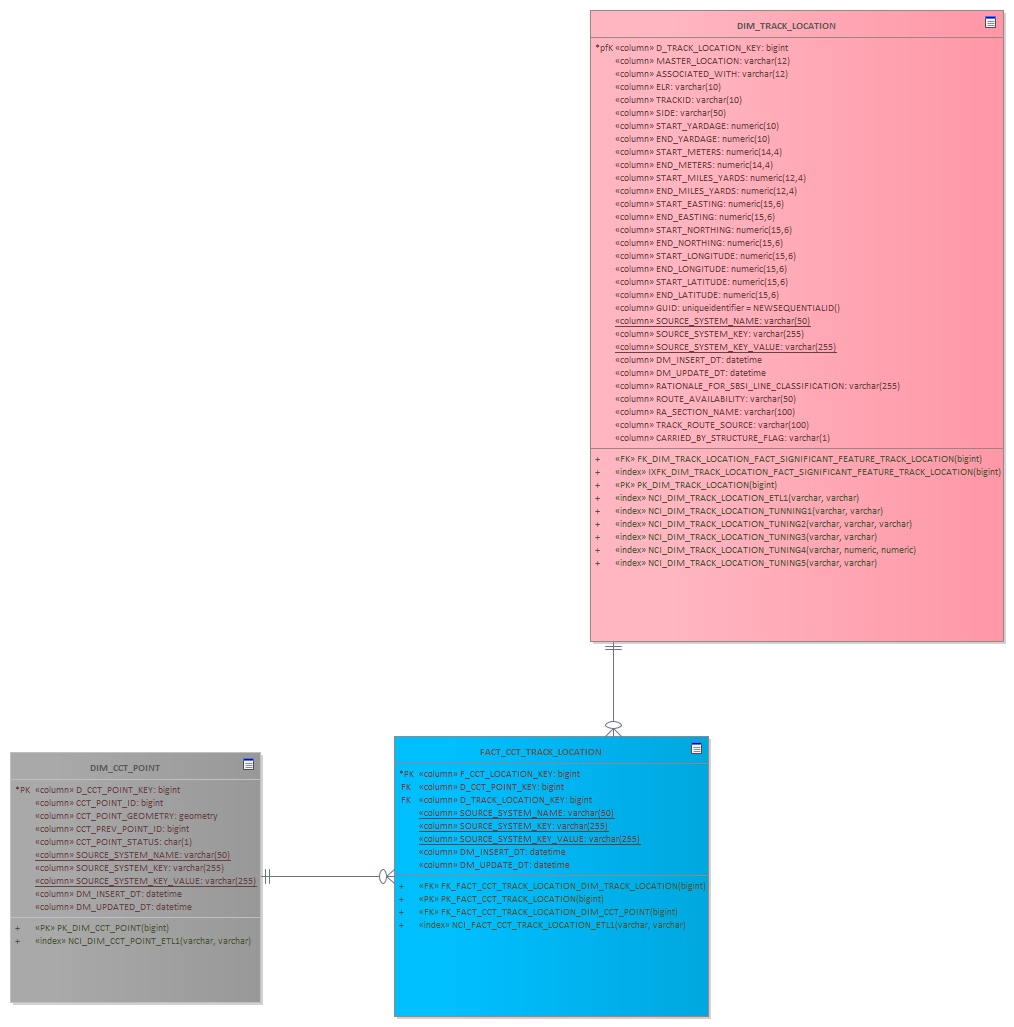 DIM_TRACK_LOCATION
*pfK «column» D_TRACK_LOCATION_KEY: bigint
«column» MASTER_LOCATION: varchar(12)
«column» ASSOCIATED_WITH: varchar(12)
«column» ELR: varchar(10)
«column» TRACKID: varchar(10)
«column» SIDE: varchar(50)
«column» START_YARDAGE: numeric(10)
«column» END_YARDAGE: numeric(10)
«column» START_METERS: numeric(14,4)
«column» END_METERS: numeric(14,4)
«column» START_MILES_YARDS: numeric(12,4)
«column» END_MILES_YARDS: numeric(12,4)
«column» START_EASTING: numeric(15,6)
«column» END_EASTING: numeric(15,6)
«column» START_NORTHING: numeric(15,6)
«column» END_NORTHING: numeric(15,6)
«column» START_LONGITUDE: numeric(15,6)
«column» END_LONGITUDE: numeric(15,6)
«column» START_LATITUDE: numeric(15,6)
«column» END_LATITUDE: numeric(15,6)
«column» GUID: uniqueidentifier = NEWSEQUENTIALID()
«column» SOURCE_SYSTEM_NAME: varchar(50)
«column» SOURCE_SYSTEM_KEY: varchar(255)
«column» SOURCE_SYSTEM_KEY_VALUE: varchar(255)
«column» DM_INSERT_DT: datetime
«column» DM_UPDATE_DT: datetime
«column» RATIONALE_FOR_SBSI_LINE_CLASSIFICATION: varchar(255)
«column» ROUTE_AVAILABILITY: varchar(50)
«column» RA_SECTION_NAME: varchar(100)
«column» TRACK_ROUTE_SOURCE: varchar(100)
«column» CARRIED_BY_STRUCTURE_FLAG: varchar(1)
+ «FK» FK_DIM_TRACK_LOCATION_FACT_SIGNIFICANT_FEATURE_TRACK_LOCATION(bigint)
+ «index» IXFK_DIM_TRACK_LOCATION_FACT_SIGNIFICANT_FEATURE_TRACK_LOCATION(bigint)
+ «PK» PK_DIM_TRACK_LOCATION(bigint)
+ «index» NCI_DIM_TRACK_LOCATION_ETL1(varchar, varchar)
+ «index» NCI_DIM_TRACK_LOCATION_TUNNING1(varchar, varchar)
+ «index» NCI_DIM_TRACK_LOCATION_TUNING2(varchar, varchar, varchar)
+ «index» NCI_DIM_TRACK_LOCATION_TUNING3(varchar, varchar)
+ «index» NCI_DIM_TRACK_LOCATION_TUNING4(varchar, numeric, numeric)
+ «index» NCI_DIM_TRACK_LOCATION_TUNING5(varchar, varchar)
DIM_CCT_POINT
*PK «column» D_CCT_POINT_KEY: bigint
«column» CCT_POINT_ID: bigint
«column» CCT_POINT_GEOMETRY: geometry
«column» CCT_PREV_POINT_ID: bigint
«column» CCT_POINT_STATUS: char(1)
«column» SOURCE_SYSTEM_NAME: varchar(50)
«column» SOURCE_SYSTEM_KEY: varchar(255)
«column» SOURCE_SYSTEM_KEY_VALUE: varchar(255)
«column» DM_INSERT_DT: datetime
«column» DM_UPDATED_DT: datetime
+ «PK» PK_DIM_CCT_POINT(bigint)
+ «index» NCI_DIM_CCT_POINT_ETL1(varchar, varchar)
FACT_CCT_TRACK_LOCATION
*PK «column» F_CCT_LOCATION_KEY: bigint
FK «column» D_CCT_POINT_KEY: bigint
FK «column» D_TRACK_LOCATION_KEY: bigint
«column» SOURCE_SYSTEM_NAME: varchar(50)
«column» SOURCE_SYSTEM_KEY: varchar(255)
«column» SOURCE_SYSTEM_KEY_VALUE: varchar(255)
«column» DM_INSERT_DT: datetime
«column» DM_UPDATE_DT: datetime
+ «FK» FK_FACT_CCT_TRACK_LOCATION_DIM_TRACK_LOCATION(bigint)
+ «PK» PK_FACT_CCT_TRACK_LOCATION(bigint)
+ «FK» FK_FACT_CCT_TRACK_LOCATION_DIM_CCT_POINT(bigint)
+ «index» NCI_FACT_CCT_TRACK_LOCATION_ETL1(varchar, varchar)